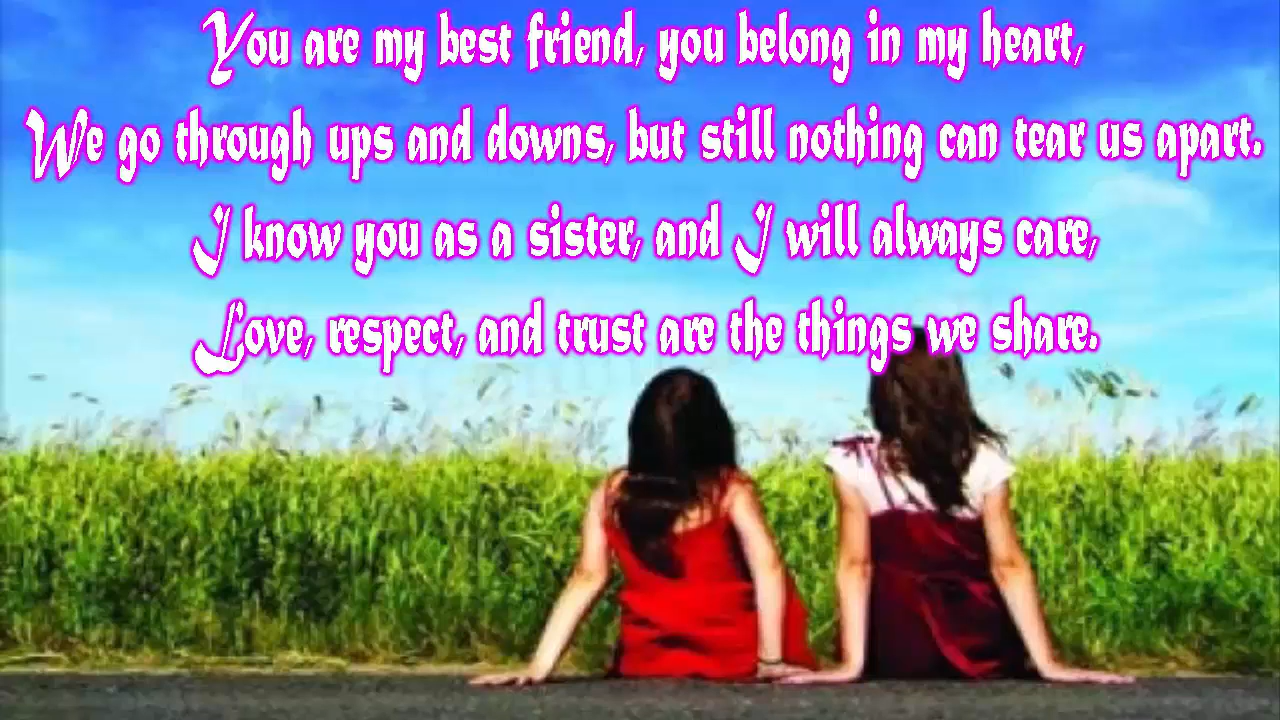 You are my best friend, you belong in my heart,
We go through ups and downs, but still nothing can tear us apart.
I know you as a sister, and I will always care,
Love, respect, and trust are the things we share.